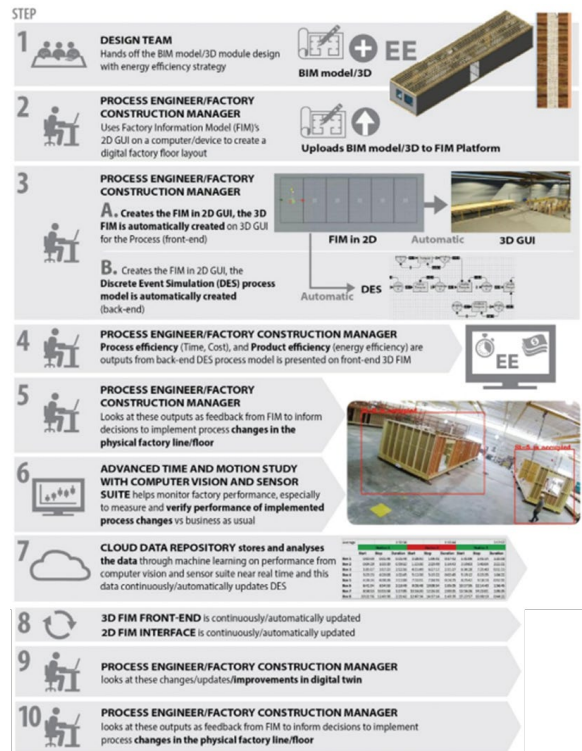 STEP
1
DESIGN TEAM
Hands off the BIM model/3D module design
with energy efficiency strategy
BIM model/3D
EE
2
PROCESS ENGINEER/FACTORY
CONSTRUCTION MANAGER
Uses Factory Information Model (FIM)'s
2D GUI on a computer/device to create a
digital factory floor layout
Uploads BIM model/3D to FIM Platform
3
PROCESS ENGINEER/FACTORY
CONSTRUCTION MANAGER
A. Creates the FIM in 2D GUI, the 3D
FIM is automatically created on 3D GUI
for the Process (front-end)
FIM in 2D
Automatic
3D GUI
B. Creates the FIM in 2D GUI, the
Discrete Event Simulation (DES) process
model is automatically created
(back-end)
Automatic
DES
4
PROCESS ENGINEER/FACTORY CONSTRUCTION MANAGER
Process efficiency (Time, Cost), and Product efficiency (energy efficiency) are
outputs from back-end DES process model is presented on front-end 3D FIM
EE
5
PROCESS ENGINEER/FACTORY
CONSTRUCTION MANAGER
Looks at these outputs as feedback from FIM to inform
decisions to implement process changes in the
physical factory line/floor
6
ADVANCED TIME AND MOTION STUDY
WITH COMPUTER VISION AND SENSOR
SUITE helps monitor factory performance, especially
to measure and verify performance of implemented
process changes vs business as usual
7
CLOUD DATA REPOSITORY stores and analyses
the data through machine learning on performance from
computer vision and sensor suite near real time and this
data continuously/automatically updates DES
8
3D FIM FRONT-END is continuously/automatically updated
2D FIM INTERFACE is continuously/automatically updated
9
PROCESS ENGINEER/FACTORY CONSTRUCTION MANAGER
looks at these changes/updates/improvements in digital twin
10
PROCESS ENGINEER/FACTORY CONSTRUCTION MANAGER
looks at these outputs as feedback from FIM to inform decisions to implement
process changes in the physical factory line/floor